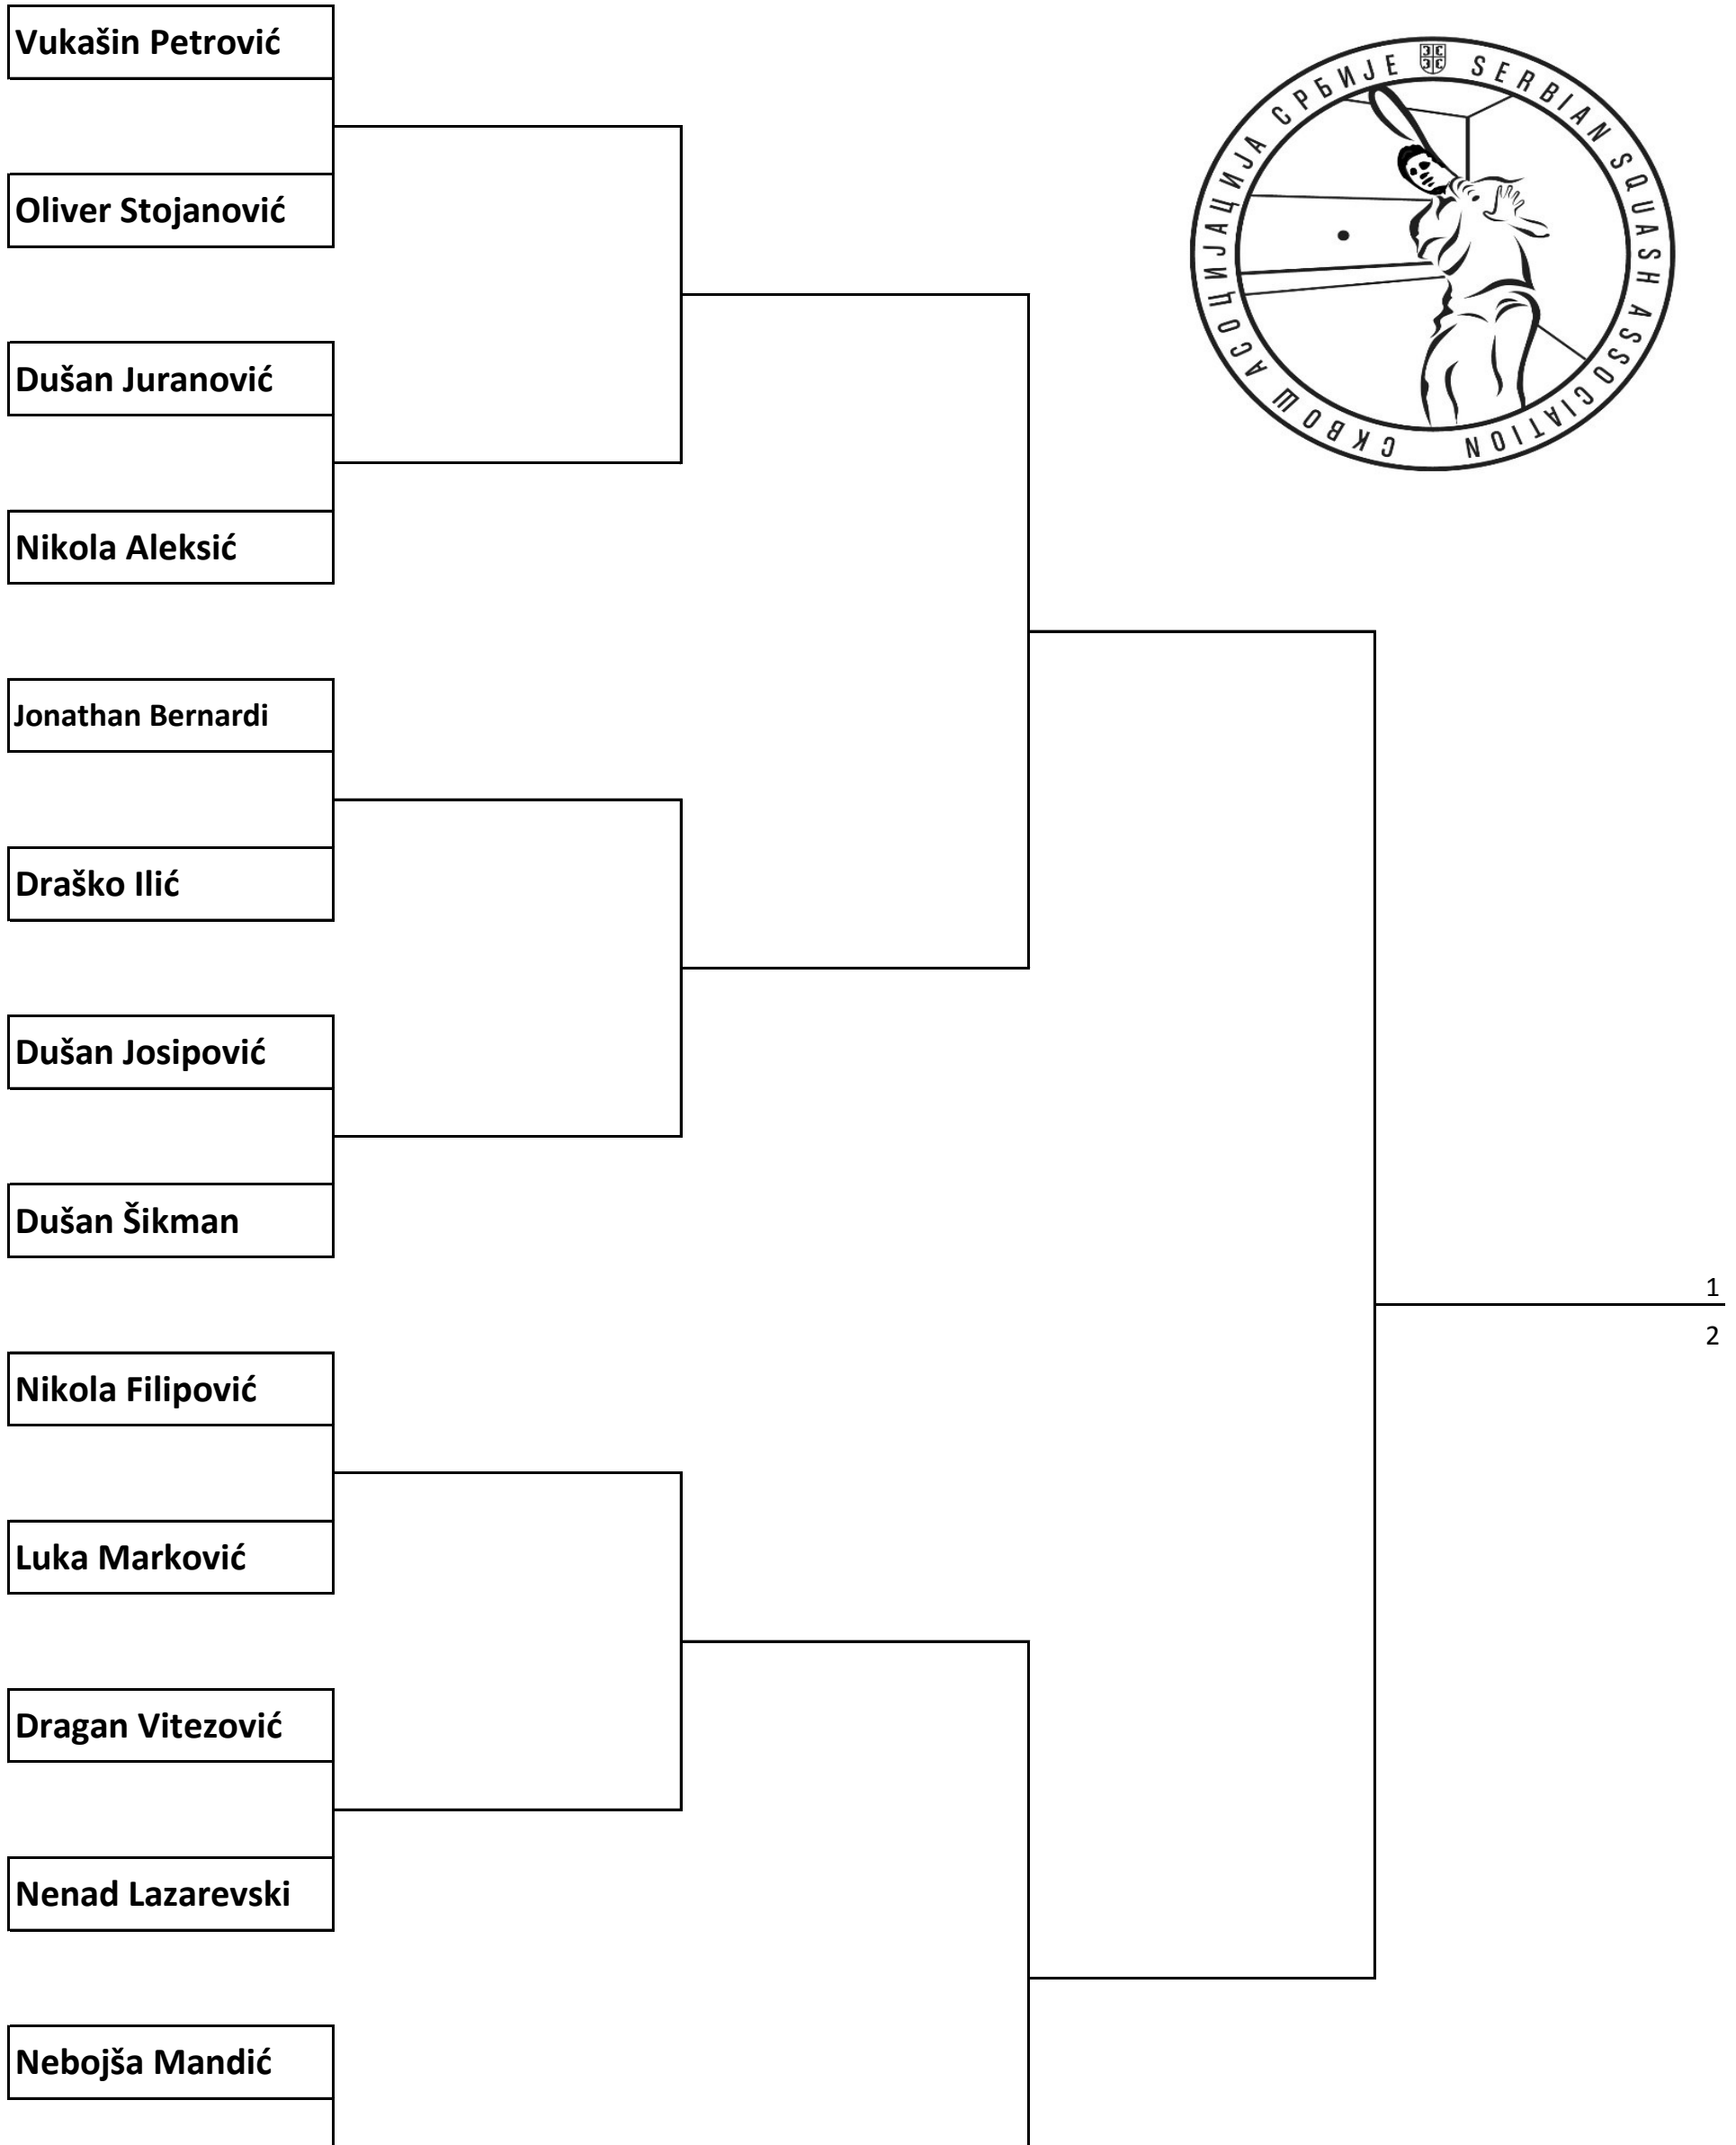 Vukašin Petrović
СКВОШ АСОЦИЈАЦИЈА СРБИЈЕ
SERBIAN SQUASH ASSOCIATION
Oliver Stojanović
Dušan Juranović
Nikola Aleksić
Jonathan Bernardi
Draško Ilić
Dušan Josipović
Dušan Šikman
1
2
Nikola Filipović
Luka Marković
Dragan Vitezović
Nenad Lazarevski
Nebojša Mandić